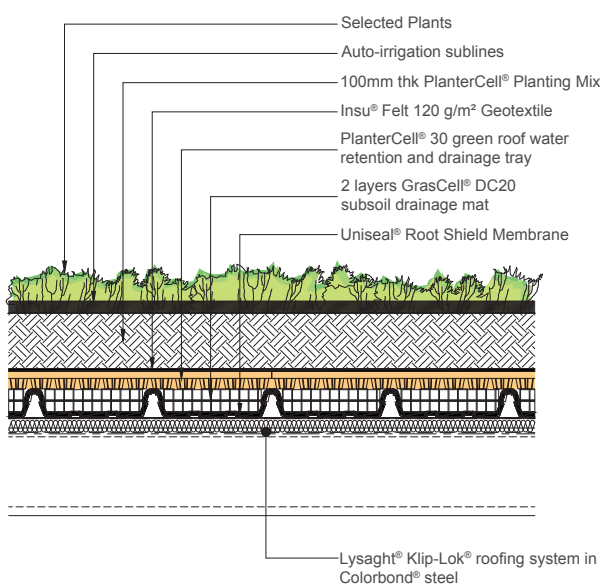 Selected Plants
Auto-irrigation sublines
100mm thk PlanterCell® Planting Mix
Insu® Felt 120 g/m² Geotextile
PlanterCell® 30 green roof water
retention and drainage tray
2 layers GrasCell® DC20
subsoil drainage mat
Uniseal® Root Shield Membrane
Lysaght® Klip-Lok® roofing system in
Colorbond® steel